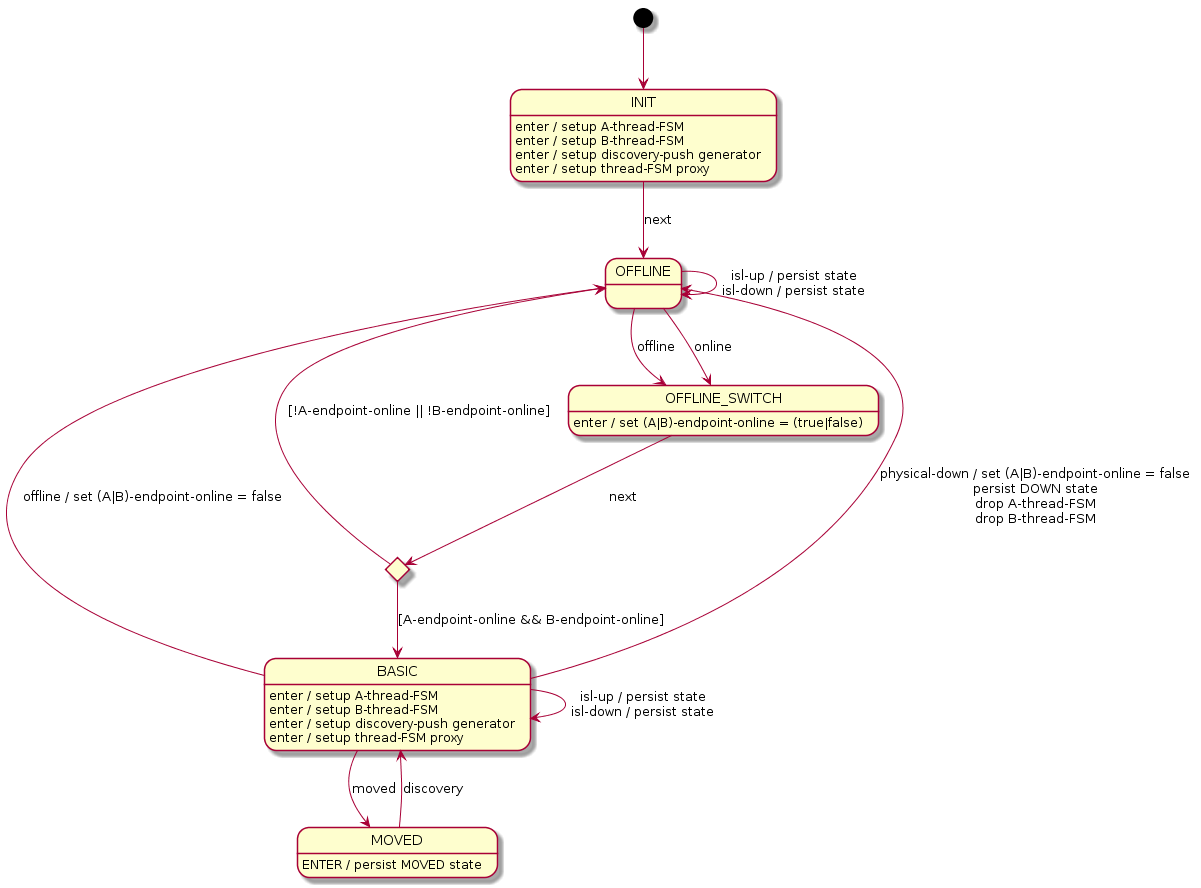 INIT
enter / setup A-thread-FSM
enter / setup B-thread-FSM
enter / setup discovery-push generator
enter / setup thread-FSM proxy
next
OFFLINE
isl-up / persist state
isl-down / persist state
offline
online
OFFLINE_SWITCH
enter / set (A|B)-endpoint-online = (true|false)
[!A-endpoint-online || !B-endpoint-online]
offline / set (A|B)-endpoint-online = false
next
physical-down / set (A|B)-endpoint-online = false
persist DOWN state
drop A-thread-FSM
drop B-thread-FSM
[A-endpoint-online && B-endpoint-online]
BASIC
enter / setup A-thread-FSM
enter / setup B-thread-FSM
enter / setup discovery-push generator
enter / setup thread-FSM proxy
isl-up / persist state
isl-down / persist state
moved
discovery
MOVED
ENTER / persist MOVED state